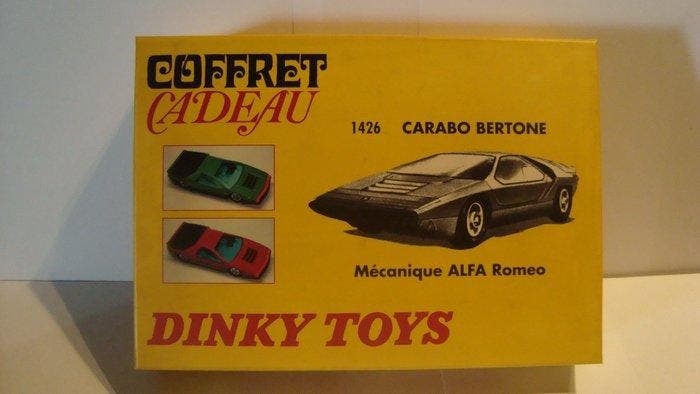 COFFRET
CADEAU
1426 CARABO BERTONE
Mécanique ALFA Romeo
DINKY TOYS